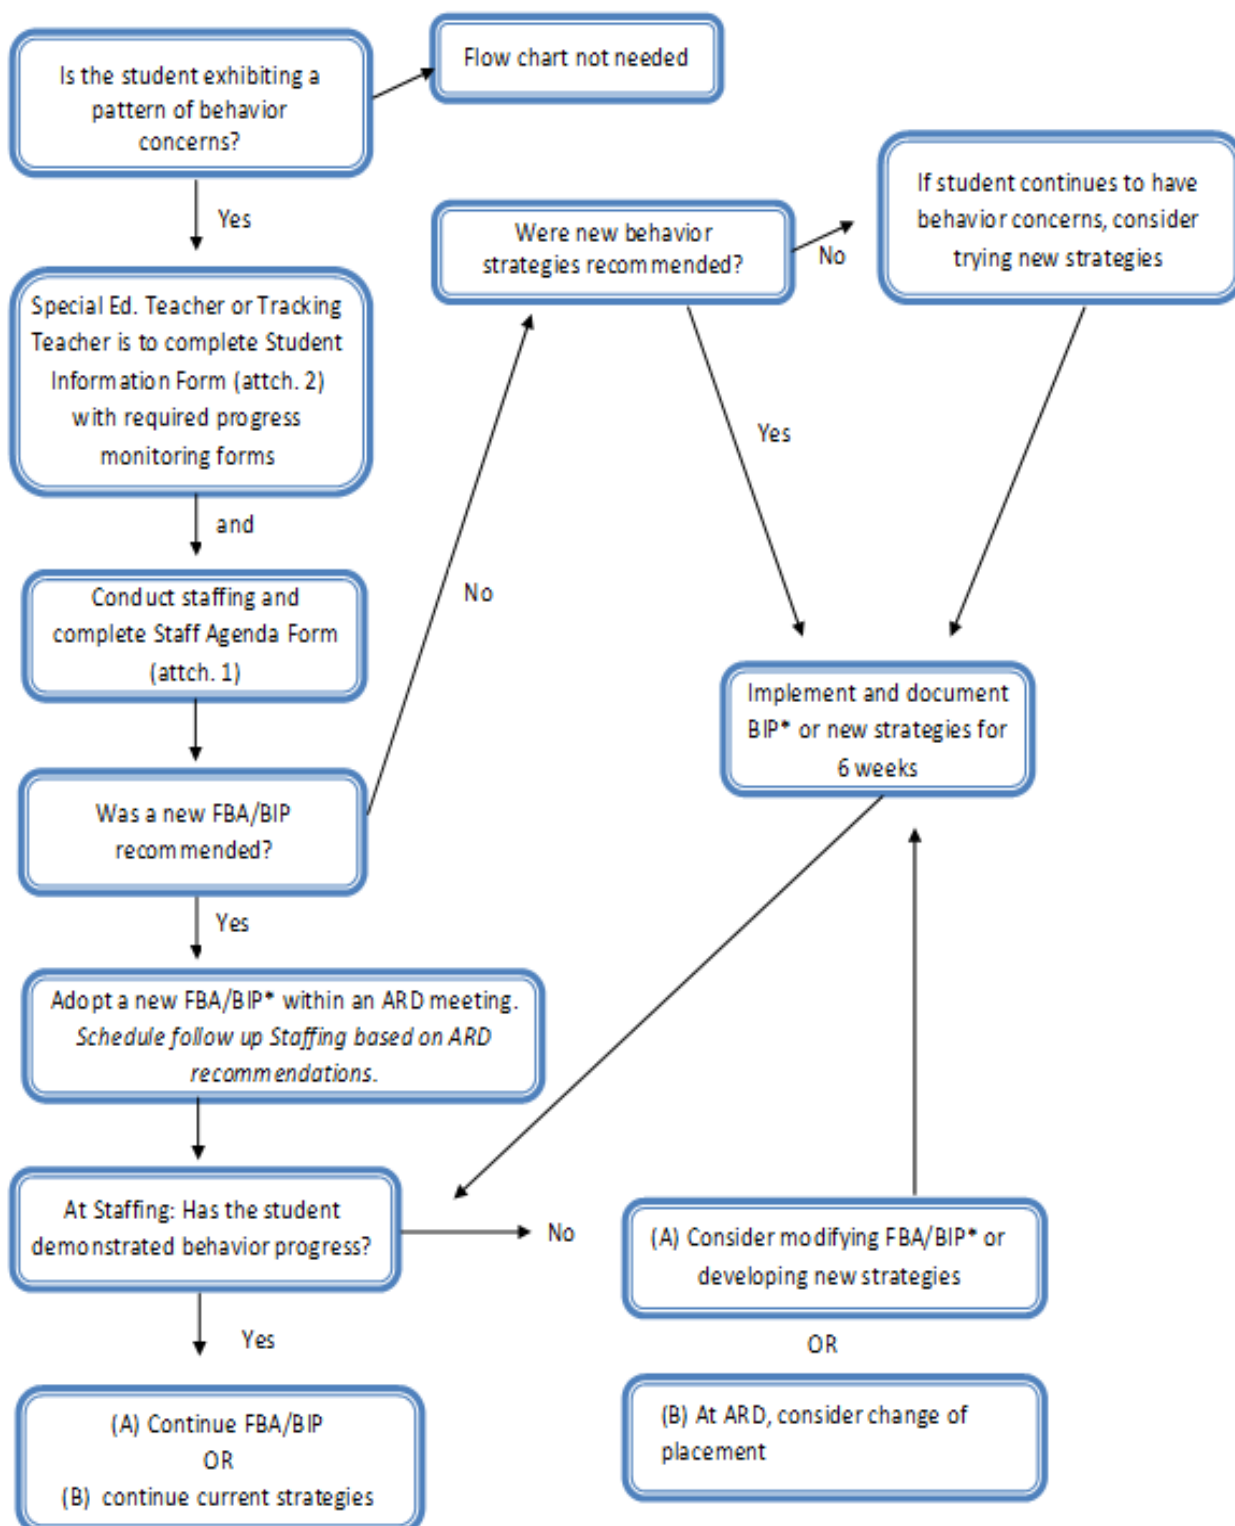 Is the student exhibiting a
pattern of behavior
concerns?
Flow chart not needed
Yes
Special Ed. Teacher or Tracking
Teacher is to complete Student
Information Form (attch. 2)
with required progress
monitoring forms
and
Conduct staffing and
complete Staff Agenda Form
(attch. 1)
Was a new FBA/BIP
recommended?
No
Were new behavior
strategies recommended?
No
If student continues to have
behavior concerns, consider
trying new strategies
Yes
Implement and document
BIP* or new strategies for
6 weeks
Yes
Adopt a new FBA/BIP* within an ARD meeting.
Schedule follow up Staffing based on ARD
recommendations.
At Staffing: Has the student
demonstrated behavior progress?
No
(A) Consider modifying FBA/BIP* or
developing new strategies
OR
(B) At ARD, consider change of
placement
Yes
(A) Continue FBA/BIP
OR
(B) continue current strategies